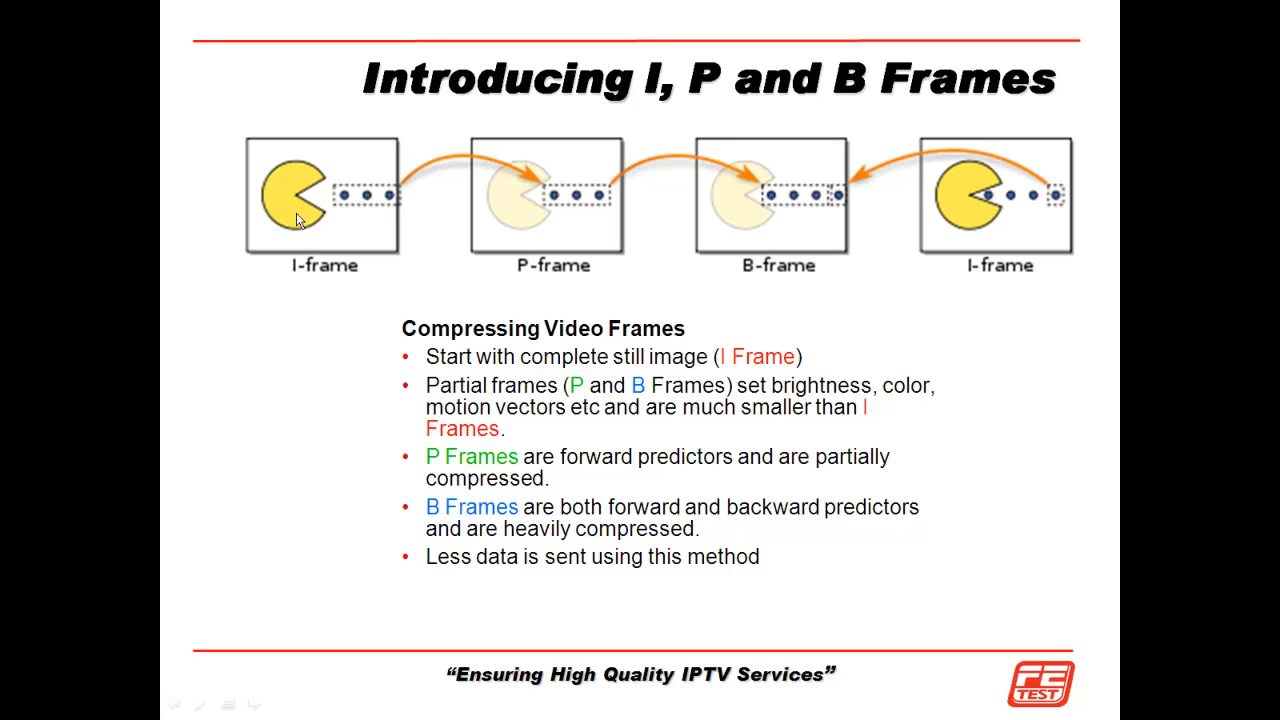 Introducing I, P and B Frames
I-frame
P-frame
B-frame
I-frame
Compressing Video Frames
• Start with complete still image (I Frame)
• Partial frames (P and B Frames) set brightness, color,
motion vectors etc and are much smaller than I
Frames.
• P Frames are forward predictors and are partially
compressed.
• B Frames are both forward and backward predictors
and are heavily compressed.
• Less data is sent using this method
“Ensuring High Quality IPTV Services”
FE
TEST